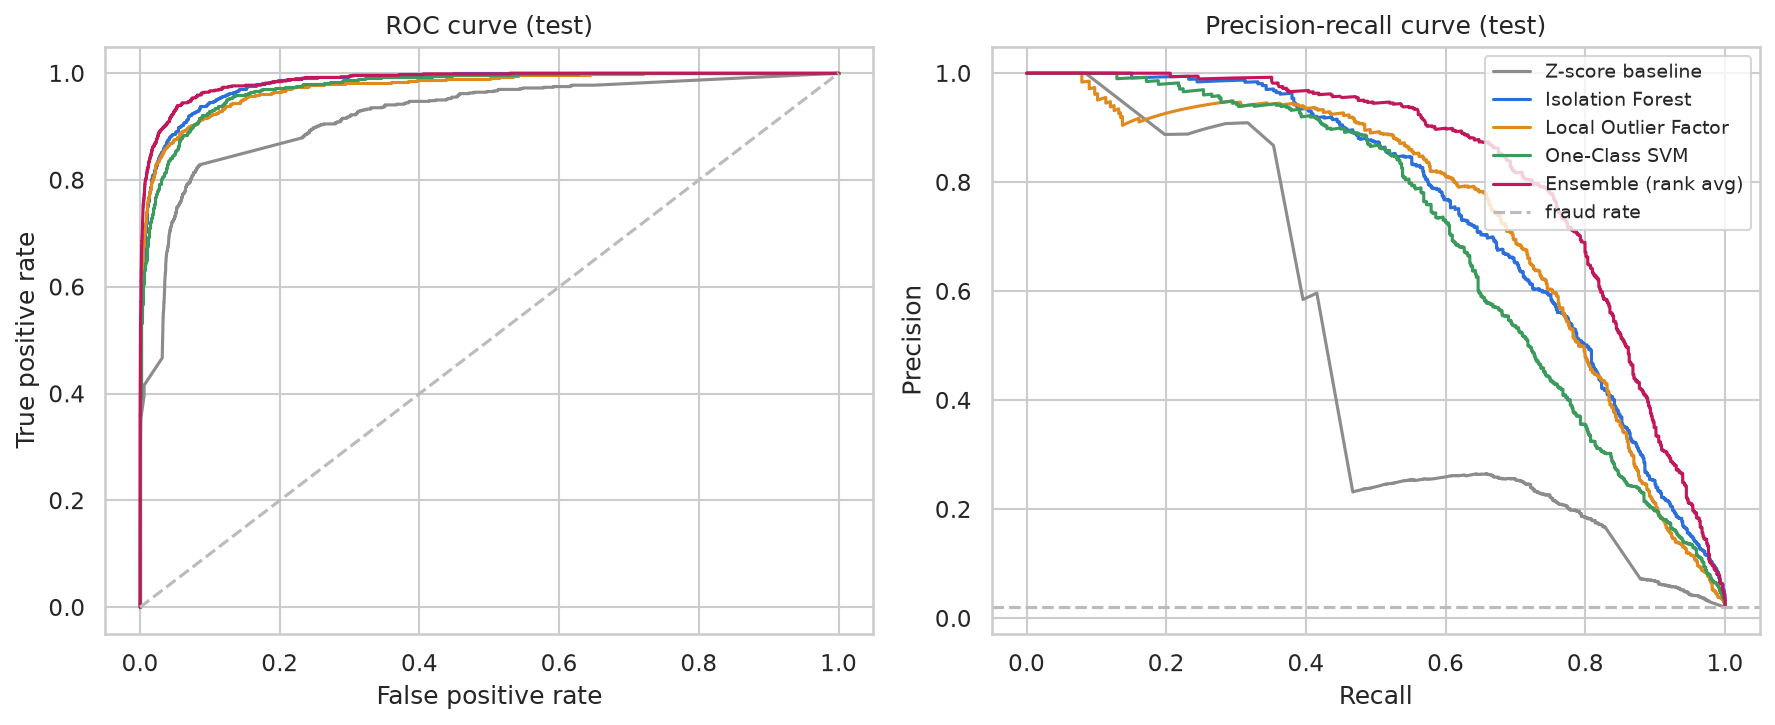 ROC curve (test)
1.0
0.8
0.6
0.4
0.2
0.0
True positive rate
0.0 0.2 0.4 0.6 0.8 1.0
False positive rate
Precision-recall curve (test)
1.0
0.8
0.6
0.4
0.2
0.0
Precision
Z-score baseline
Isolation Forest
Local Outlier Factor
One-Class SVM
Ensemble (rank avg)
fraud rate
0.0 0.2 0.4 0.6 0.8 1.0
Recall